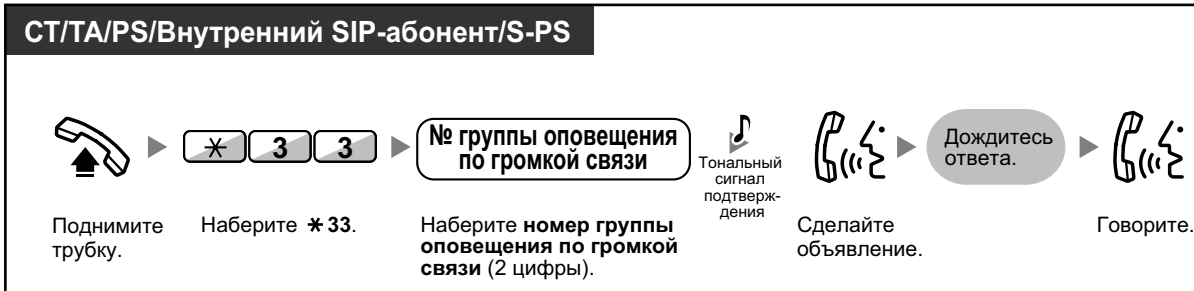 СТ/TA/PS/Внутренний SIP-абонент/S-PS
✳ 3 3
№ группы оповещения
по громкой связи
Тональный
сигнал
подтверж-
дения
Дождитесь
ответа.
Поднимите
трубку.
Наберите ✳33.
Наберите номер группы
оповещения по громкой
связи (2 цифры).
Сделайте
объявление.
Говорите.